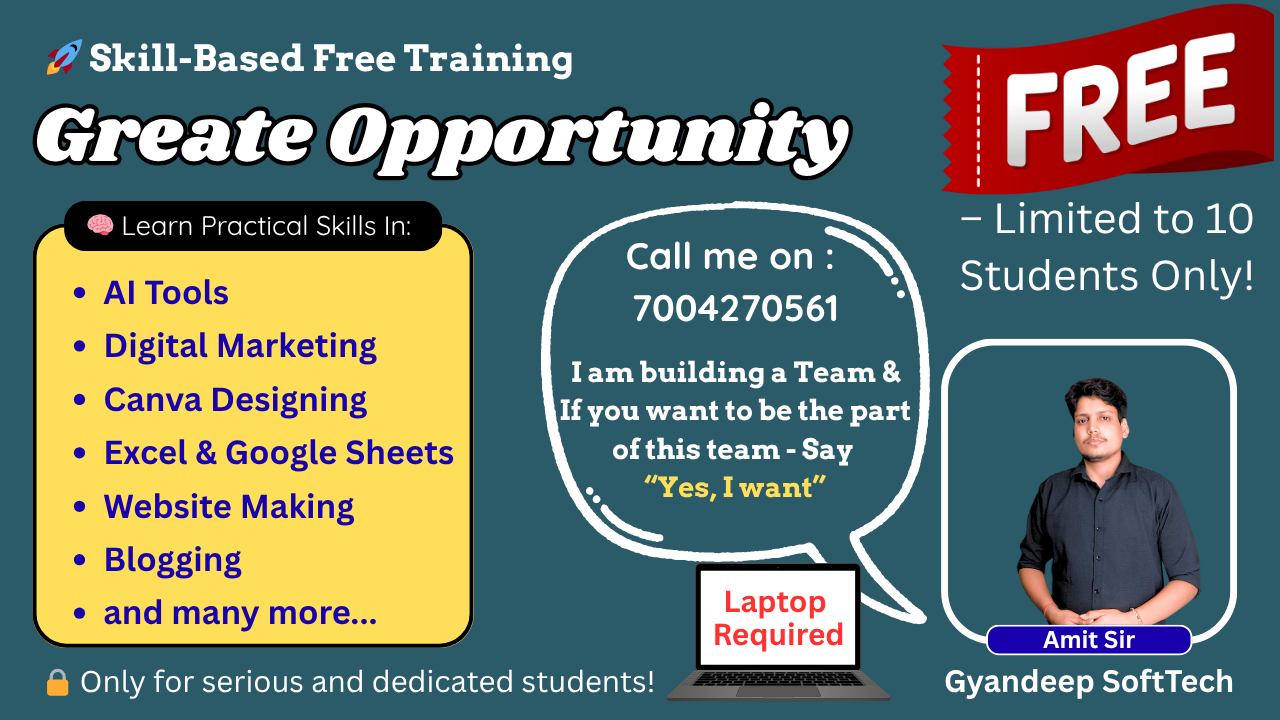 🚀 Skill-Based Free Training
Greate Opportunity
FREE
– Limited to 10
Students Only!
🧠 Learn Practical Skills In:
• AI Tools
• Digital Marketing
• Canva Designing
• Excel & Google Sheets
• Website Making
• Blogging
• and many more...
Call me on :
7004270561
I am building a Team &
If you want to be the part
of this team - Say
“Yes, I want”
Laptop
Required
Amit Sir
Gyandeep SoftTech
🔒 Only for serious and dedicated students!